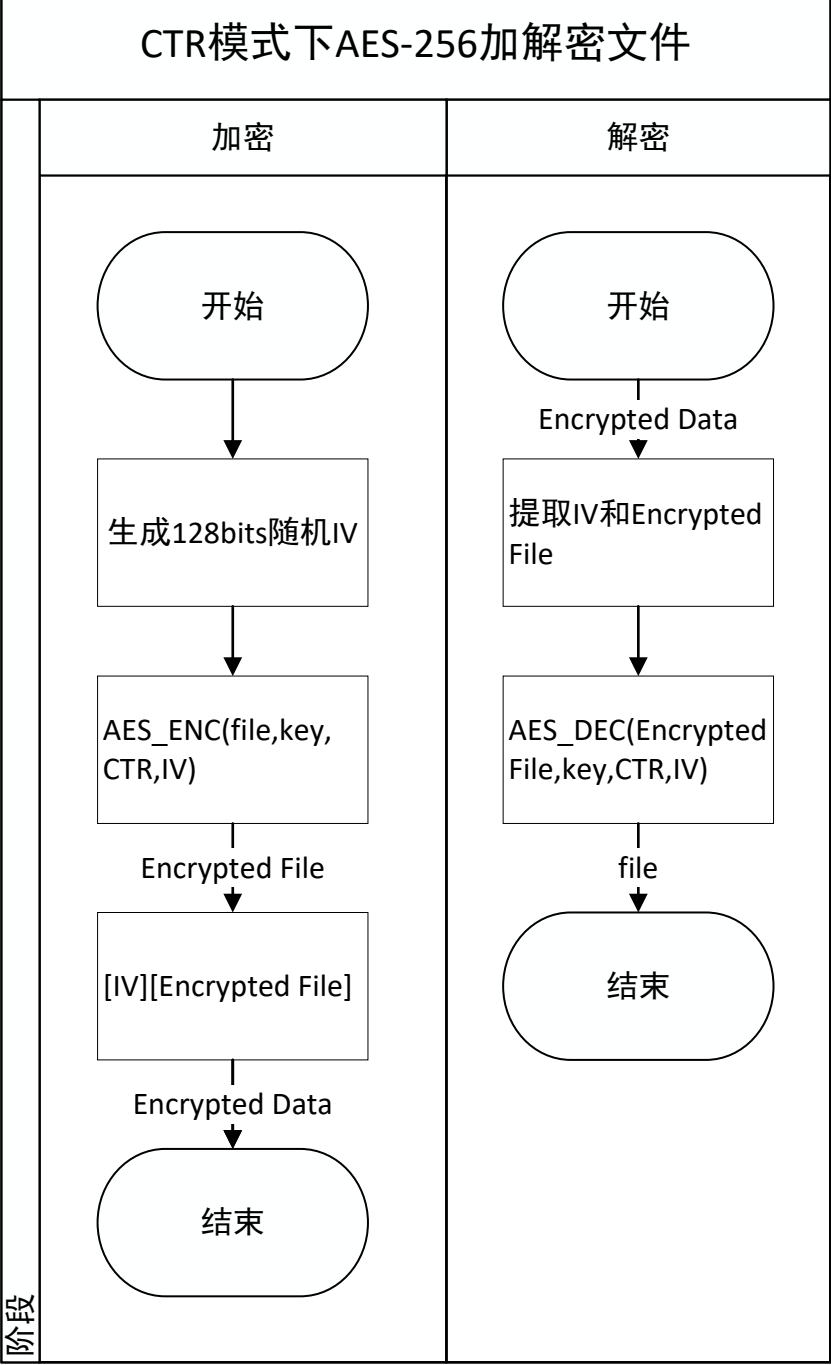 CTR模式下AES-256加解密文件
加密
解密
开始
生成128bits随机IV
AES_ENC(file,key,
CTR,IV)
Encrypted File
[IV][Encrypted File]
Encrypted Data
结束
开始
Encrypted Data
提取IV和Encrypted
File
AES_DEC(Encrypted
File,key,CTR,IV)
file
结束
阶段